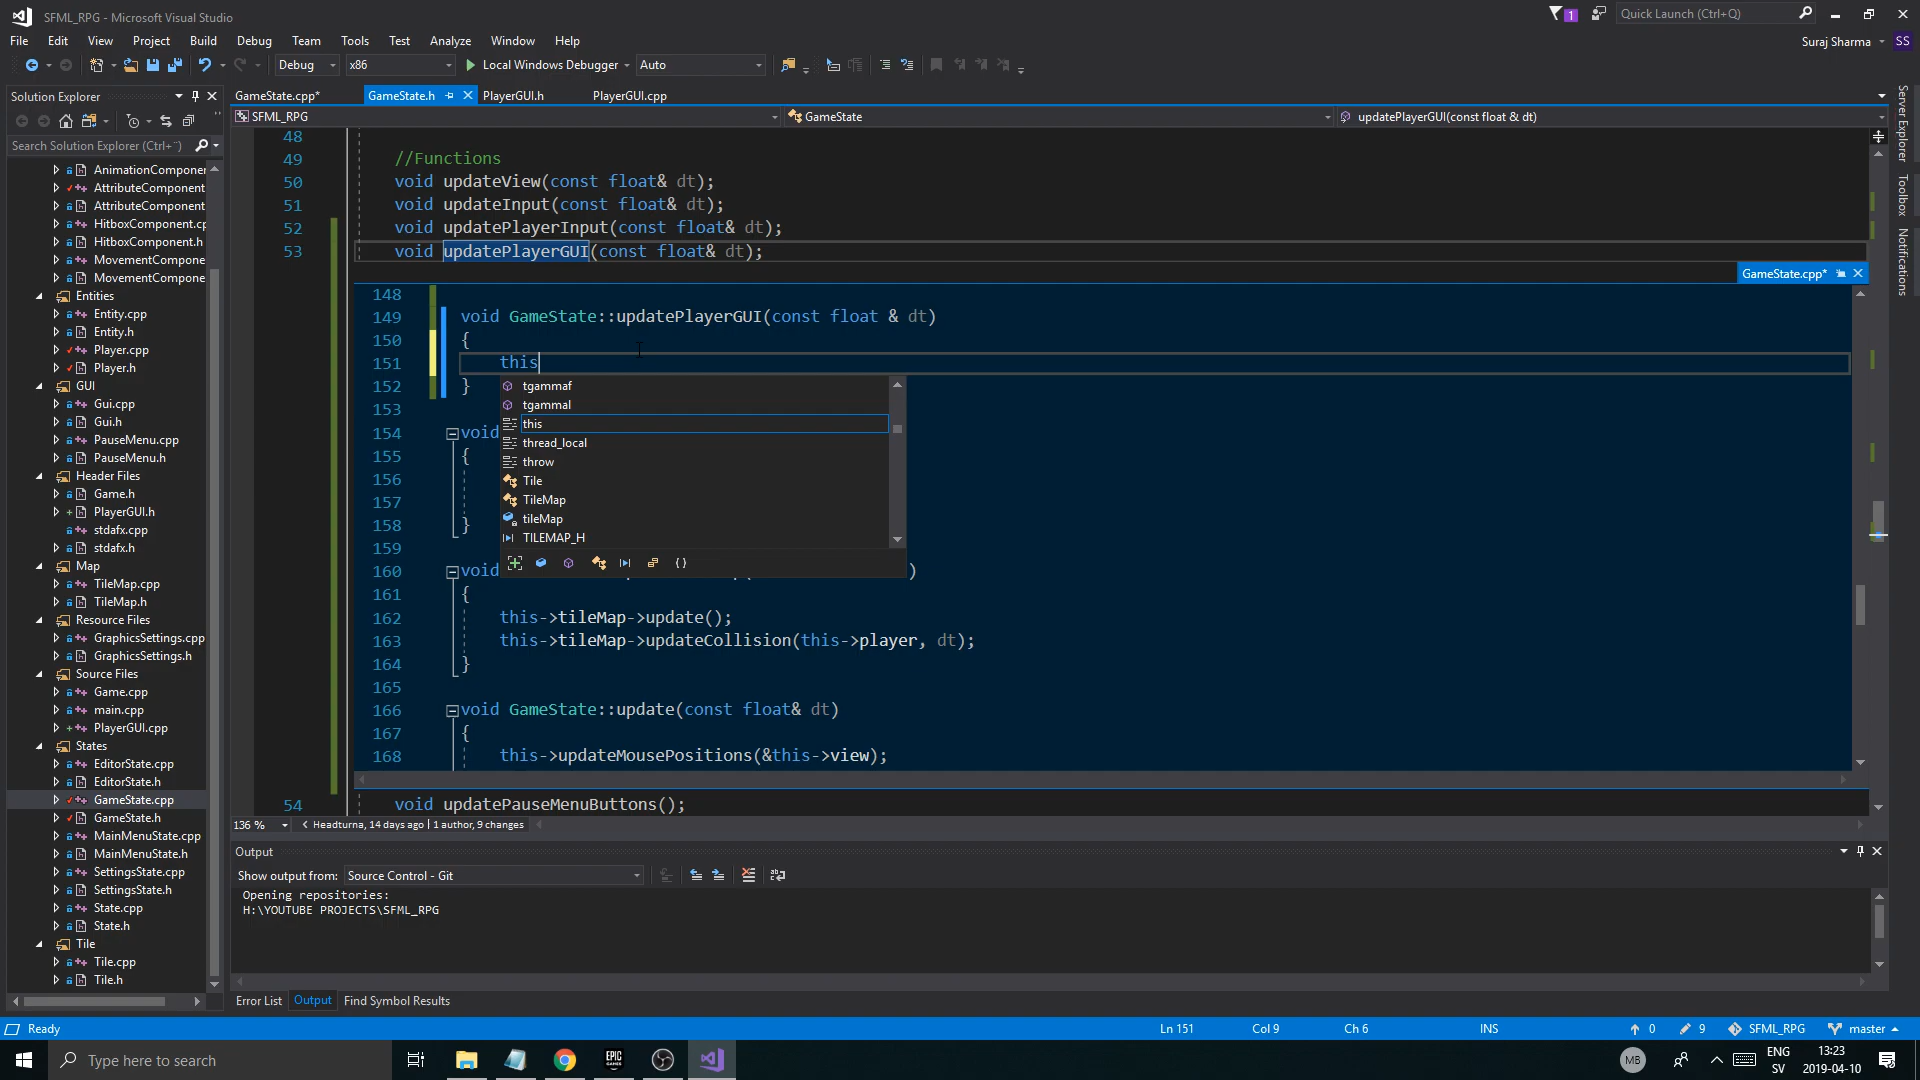 SFML_RPG - Microsoft Visual Studio
1
Quick Launch (Ctrl+Q)
File Edit View Project Build Debug Team Tools Test Analyze Window Help
Suraj Sharma SS
Debug x86 Local Windows Debugger Auto
Solution Explorer
GameState.cpp* GameState.h PlayerGUI.h PlayerGUI.cpp
SFML_RPG GameState updatePlayerGUI(const float & dt)
Search Solution Explorer (Ctrl+¨)
AnimationComponer
AttributeComponent
AttributeComponent
HitboxComponent.cp
HitboxComponent.h
MovementCompone
MovementCompone
Entities
Entity.cpp
Entity.h
Player.cpp
Player.h
GUI
Gui.cpp
Gui.h
PauseMenu.cpp
PauseMenu.h
Header Files
Game.h
PlayerGUI.h
stdafx.cpp
stdafx.h
Map
TileMap.cpp
TileMap.h
Resource Files
GraphicsSettings.cpp
GraphicsSettings.h
Source Files
Game.cpp
main.cpp
PlayerGUI.cpp
States
EditorState.cpp
EditorState.h
GameState.cpp
GameState.h
MainMenuState.cpp
MainMenuState.h
SettingsState.cpp
SettingsState.h
State.cpp
State.h
Tile
Tile.cpp
Tile.h
48
49 //Functions
50 void updateView(const float& dt);
51 void updateInput(const float& dt);
52 void updatePlayerInput(const float& dt);
53 void updatePlayerGUI(const float& dt);
GameState.cpp*
148
149 void GameState::updatePlayerGUI(const float & dt)
150 {
151 this
152 }
153
154 void
155 {
156
157
158 }
159
160 void )
161 {
162 this->tileMap->update();
163 this->tileMap->updateCollision(this->player, dt);
164 }
165
166 void GameState::update(const float& dt)
167 {
168 this->updateMousePositions(&this->view);
tgammaf
tgammal
this
thread_local
throw
Tile
TileMap
tileMap
TILEMAP_H
54 void updatePauseMenuButtons();
136 % Headturna, 14 days ago | 1 author, 9 changes
Output
Show output from: Source Control - Git
Opening repositories:
H:\YOUTUBE PROJECTS\SFML_RPG
Error List Output Find Symbol Results
Server Explorer
Toolbox
Notifications
Ready Ln 151 Col 9 Ch 6 INS 0 9 SFML_RPG master
Type here to search
EPIC GAMES
MB
ENG
SV
13:23
2019-04-10